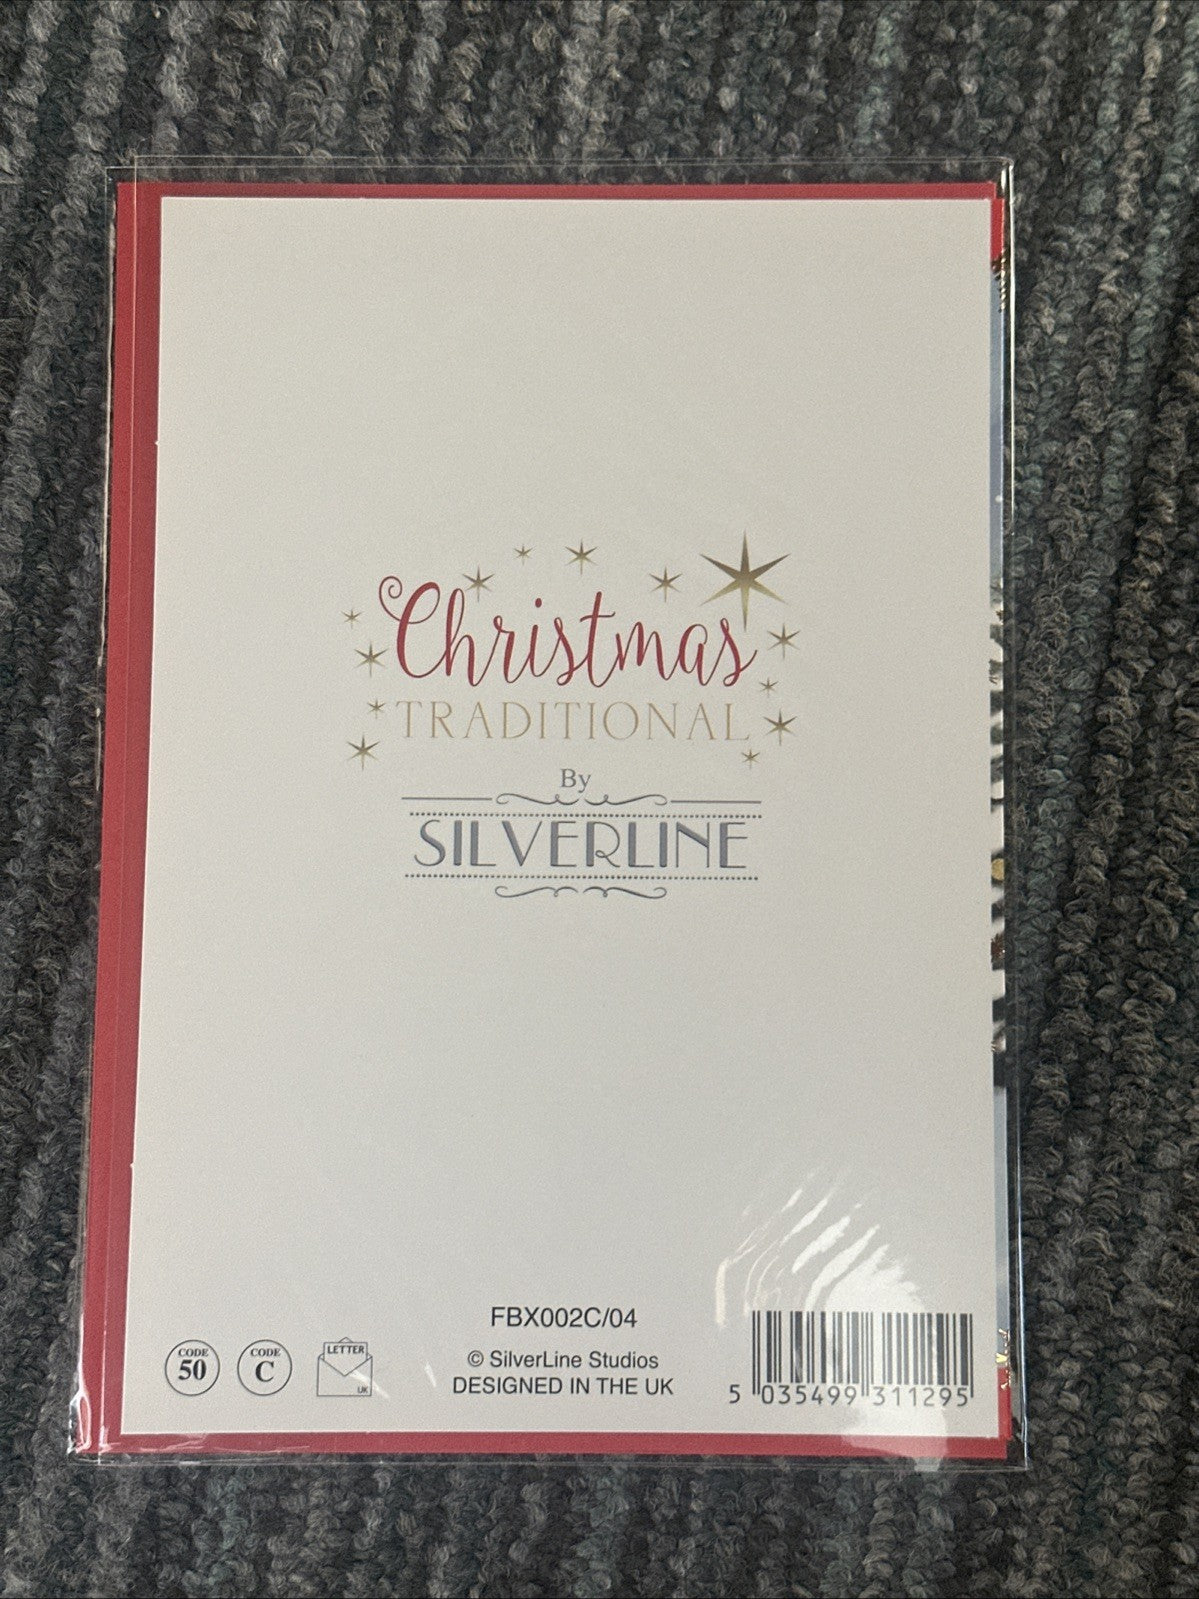 Christmas
TRADITIONAL
By
SILVERLINE
FBX002C/04
© SilverLine Studios
DESIGNED IN THE UK
CODE
50
CODE
C
LETTER
UK
5 035499 311295